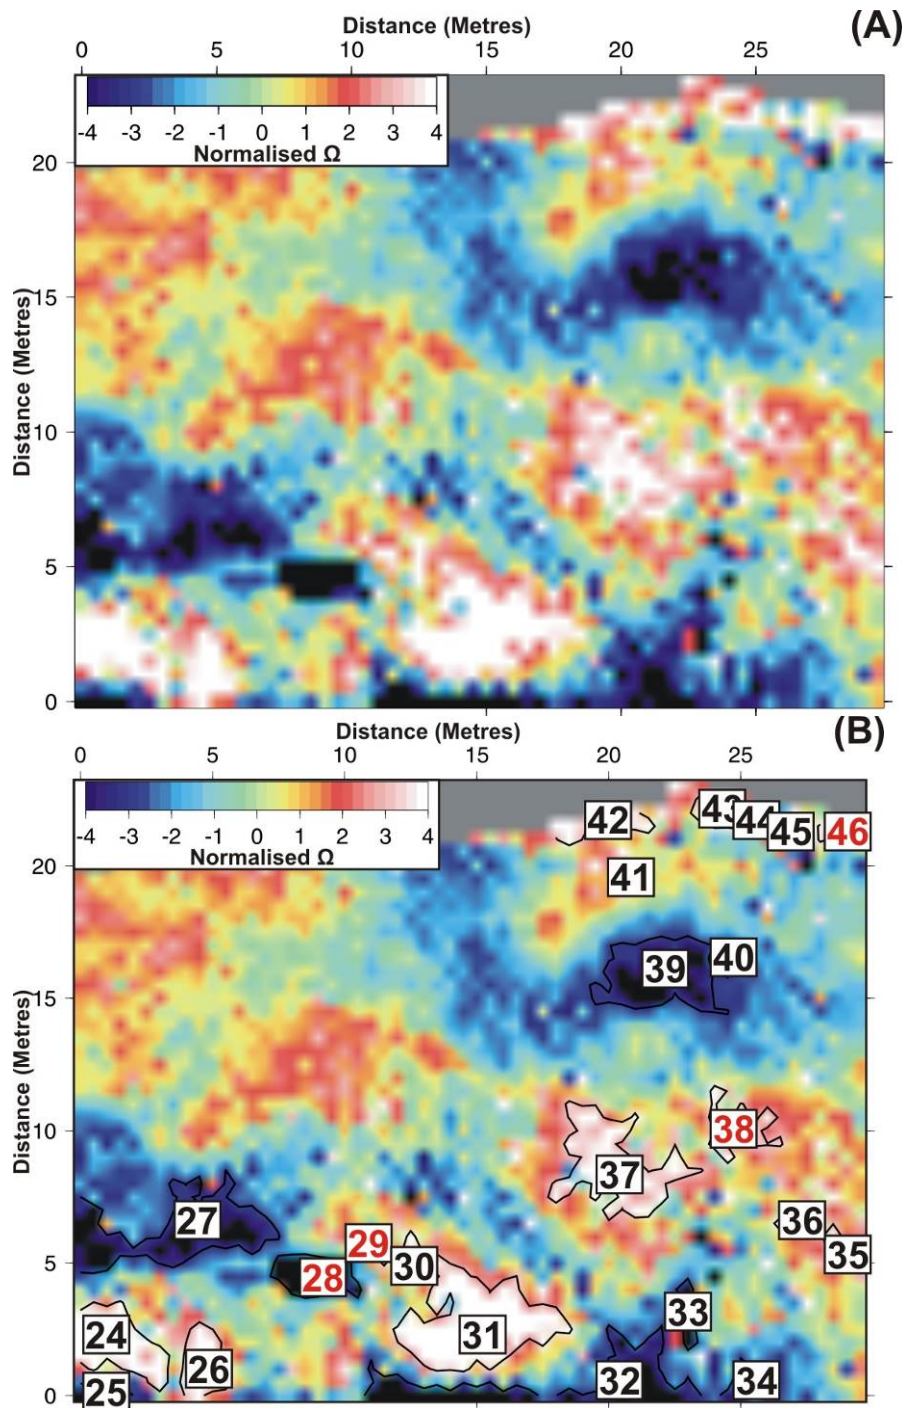 Distance (Metres)
(A)
0 5 10 15 20 25
-4 -3 -2 -1 0 1 2 3 4
Normalised Ω
20
15
10
5
0
Distance (Metres)
Distance (Metres)
(B)
0 5 10 15 20 25
-4 -3 -2 -1 0 1 2 3 4
Normalised Ω
20
15
10
5
0
Distance (Metres)
42 43 44 45 46
41
39 40
38
37
27
36
29
30
35
28
33
24
31
26
32 34
25